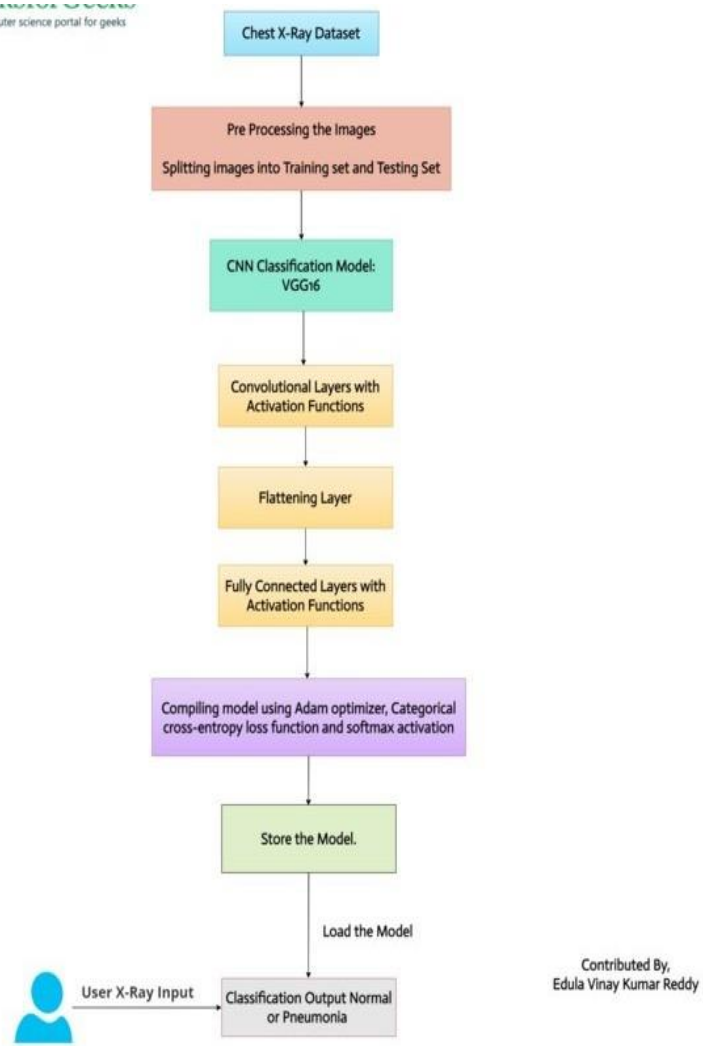 computer science portal for geeks
Chest X-Ray Dataset
Pre Processing the Images
Splitting images into Training set and Testing Set
CNN Classification Model:
VGG16
Convolutional Layers with
Activation Functions
Flattening Layer
Fully Connected Layers with
Activation Functions
Compiling model using Adam optimizer, Categorical
cross-entropy loss function and softmax activation
Store the Model.
Load the Model
User X-Ray Input
Classification Output Normal
or Pneumonia
Contributed By,
Edula Vinay Kumar Reddy